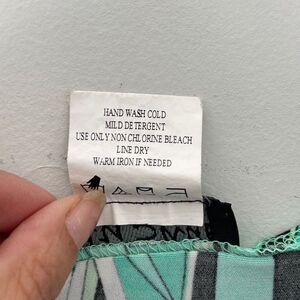 HAND WASH COLD
MILD DETERGENT
USE ONLY NON CHLORINE BLEACH
LINE DRY
WARM IRON IF NEEDED